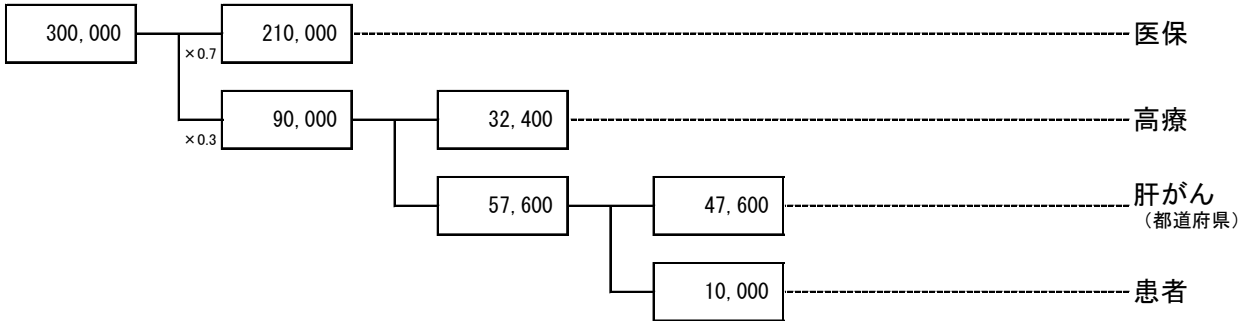 300,000 210,000 医保
×0.7
90,000 32,400 高療
×0.3
57,600 47,600 肝がん
（都道府県）
10,000 患者